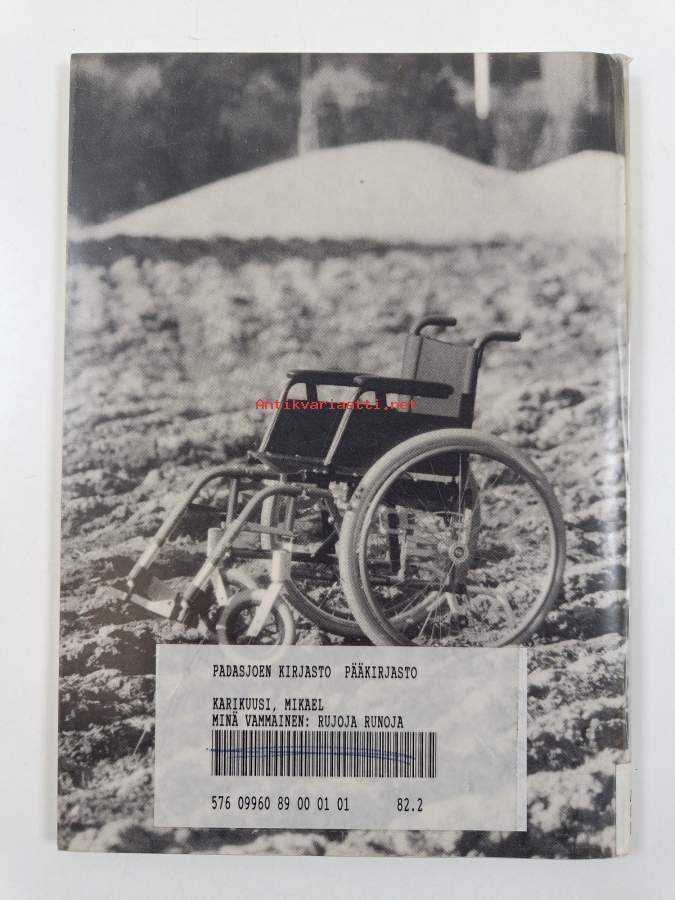 Antikvariaatti.net
PADASJOEN KIRJASTO PÄÄKIRJASTO
KARIKUUSI, MIKAEL
MINÄ VAMMAINEN: RUJOJA RUNOJA
576 09960 89 00 01 01 82.2